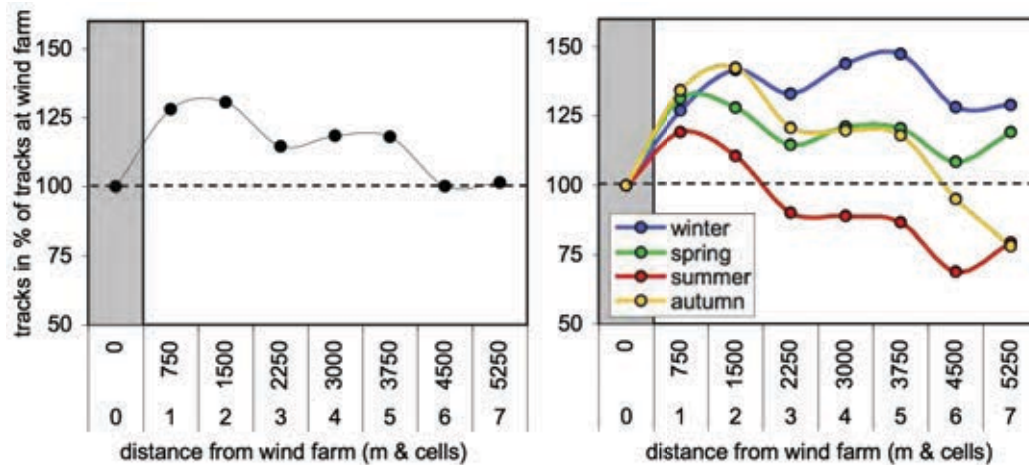 tracks in % of tracks at wind farm
150
125
100
75
50
0
750
1500
2250
3000
3750
4500
5250
0 1 2 3 4 5 6 7
distance from wind farm (m & cells)
150
125
100
75
50
winter
spring
summer
autumn
0
750
1500
2250
3000
3750
4500
5250
0 1 2 3 4 5 6 7
distance from wind farm (m & cells)